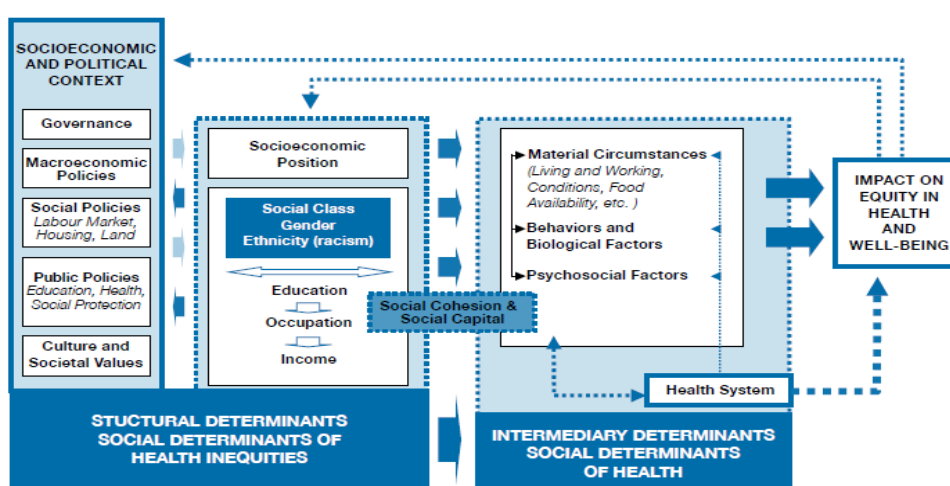 SOCIOECONOMIC
AND POLITICAL
CONTEXT
Governance
Macroeconomic
Policies
Social Policies
Labour Market,
Housing, Land
Public Policies
Education, Health,
Social Protection
Culture and
Societal Values
Socioeconomic
Position
Social Class
Gender
Ethnicity (racism)
Education
Occupation
Income
Social Cohesion &
Social Capital
Material Circumstances
(Living and Working,
Conditions, Food
Availability, etc. )
Behaviors and
Biological Factors
Psychosocial Factors
Health System
IMPACT ON
EQUITY IN
HEALTH
AND
WELL-BEING
STUCTURAL DETERMINANTS
SOCIAL DETERMINANTS OF
HEALTH INEQUITIES
INTERMEDIARY DETERMINANTS
SOCIAL DETERMINANTS
OF HEALTH